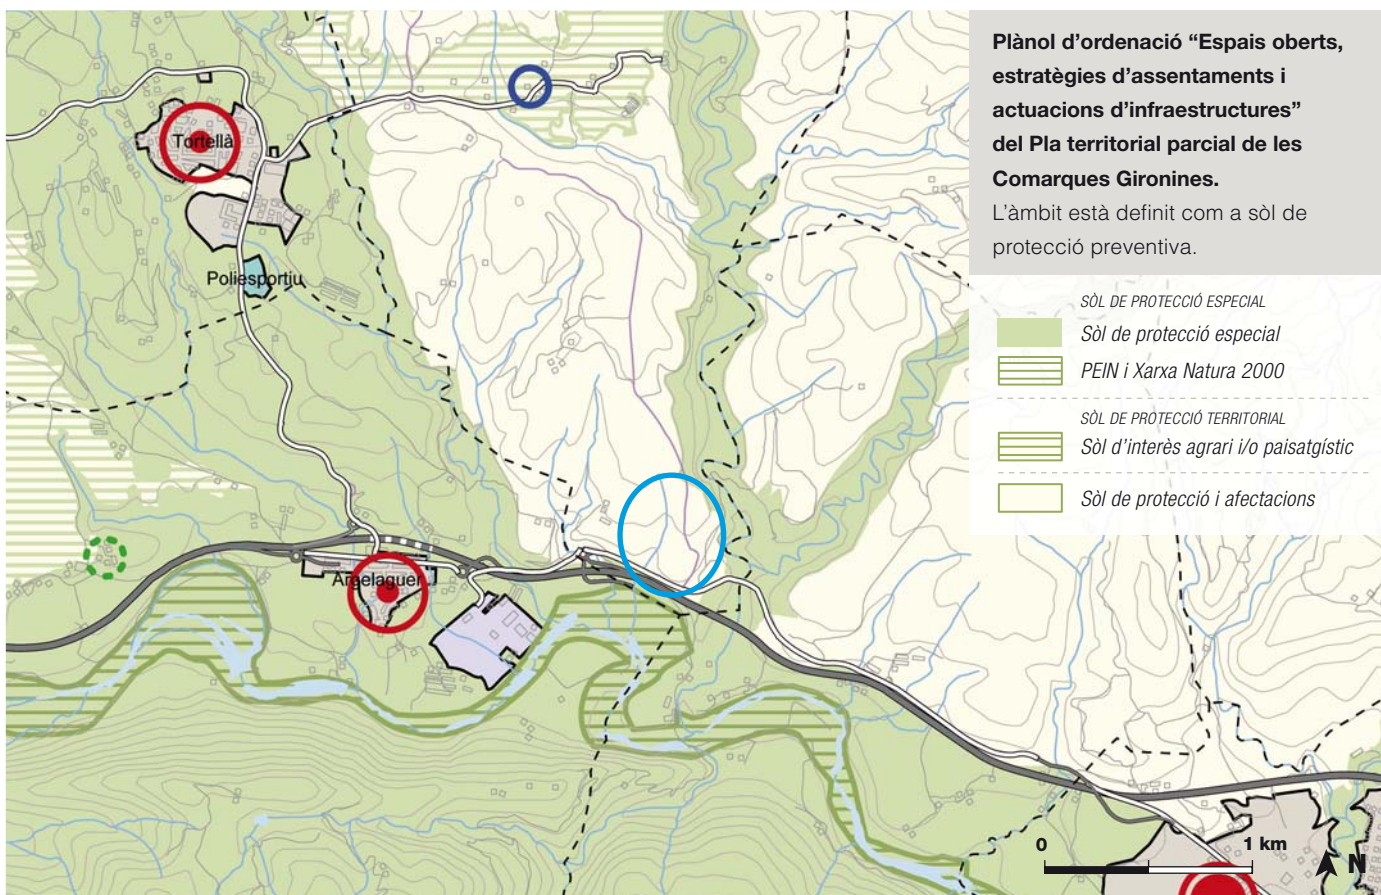 Plànol d’ordenació “Espais oberts,
estratègies d’assentaments i
actuacions d’infraestructures”
del Pla territorial parcial de les
Comarques Gironines.
L’àmbit està definit com a sòl de
protecció preventiva.
SÒL DE PROTECCIÓ ESPECIAL
Sòl de protecció especial
PEIN i Xarxa Natura 2000
SÒL DE PROTECCIÓ TERRITORIAL
Sòl d’interès agrari i/o paisatgístic
Sòl de protecció i afectacions
Tortellà
Poliesportiu
Argelaguer
0 1 km
N